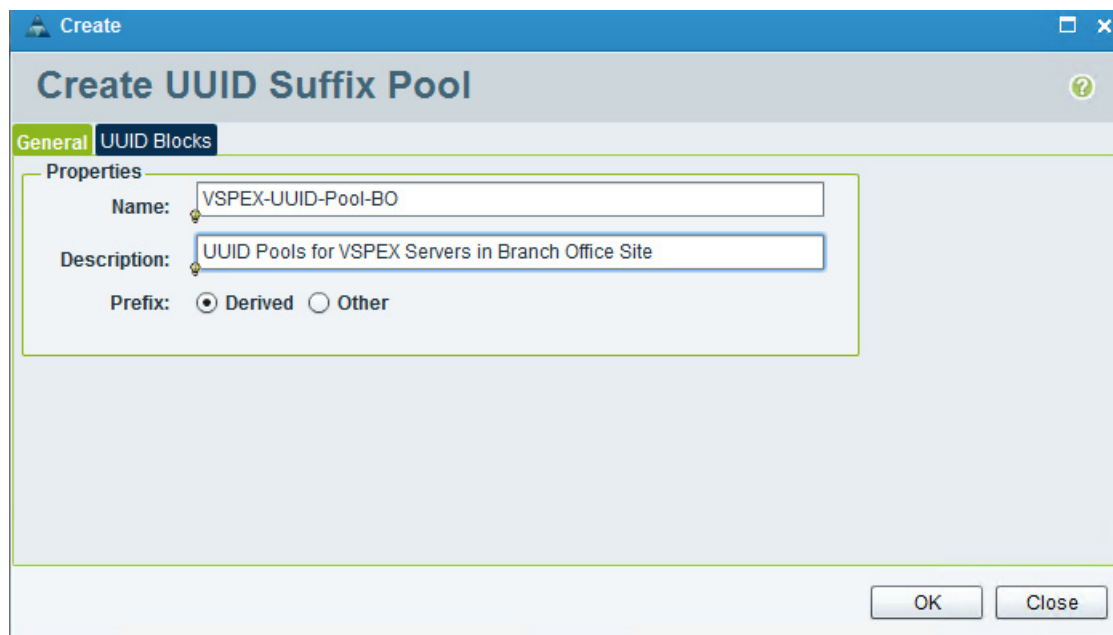 Create
Create UUID Suffix Pool
General UUID Blocks
Properties
Name: VSPEX-UUID-Pool-BO
Description: UUID Pools for VSPEX Servers in Branch Office Site
Prefix: Derived Other
OK Close